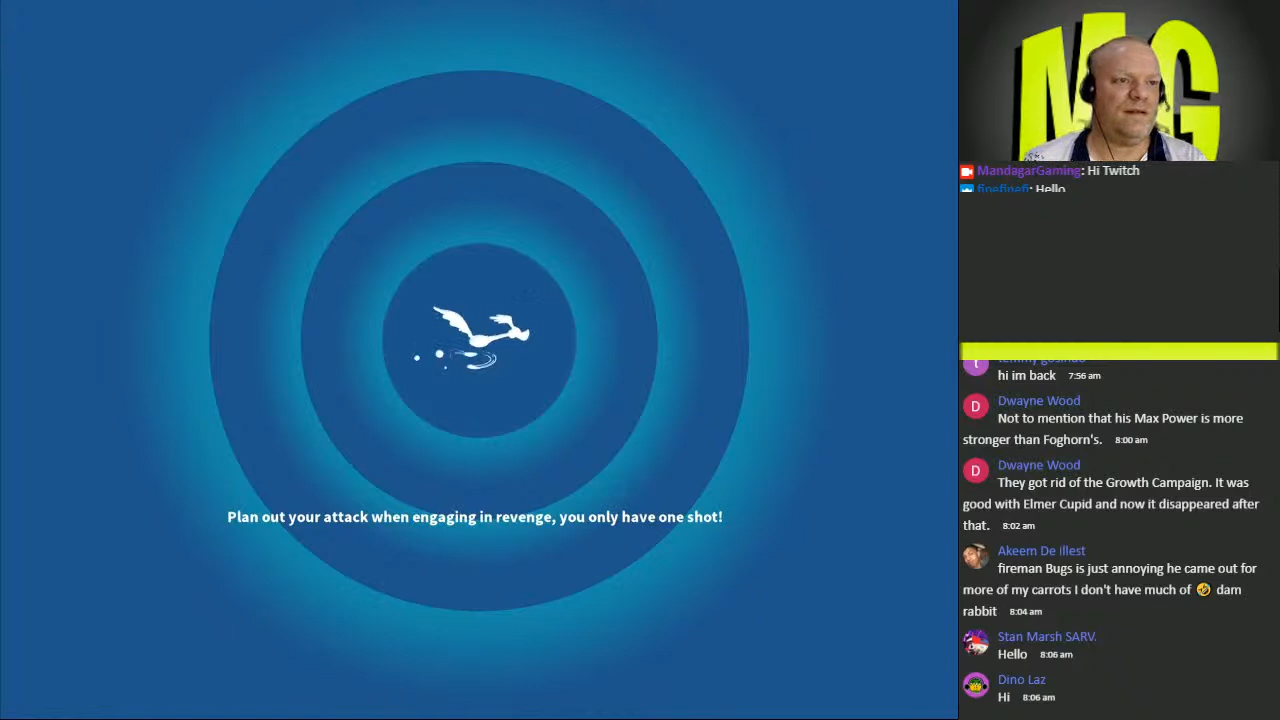 MG
MandagarGaming: Hi Twitch
finefinefi: Hello
Plan out your attack when engaging in revenge, you only have one shot!
hi im back 7:56 am
D
Dwayne Wood
Not to mention that his Max Power is more
stronger than Foghorn's. 8:00 am
D
Dwayne Wood
They got rid of the Growth Campaign. It was
good with Elmer Cupid and now it disappeared after
that. 8:02 am
Akeem De illest
fireman Bugs is just annoying he came out for
more of my carrots I don't have much of 🤣 dam
rabbit 8:04 am
Stan Marsh SARV.
Hello 8:06 am
Dino Laz
Hi 8:06 am